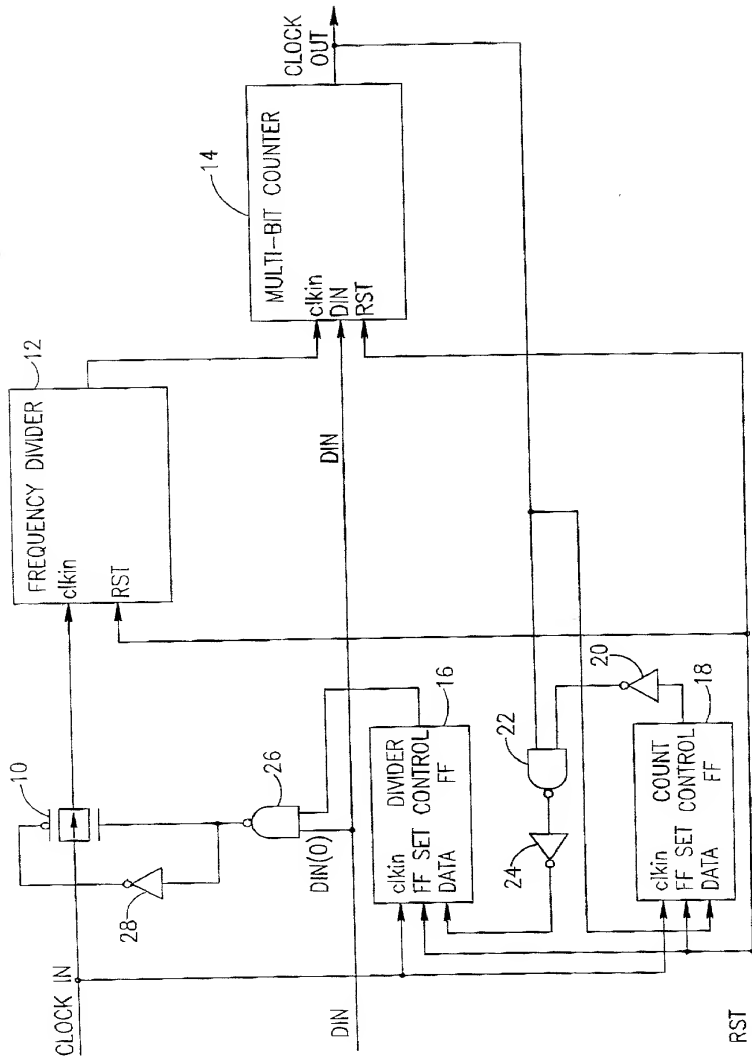 CLOCK IN
10
28
12
FREQUENCY DIVIDER
clkin
RST
14
MULTI-BIT COUNTER
clkin
DIN
RST
CLOCK
OUT
DIN
DIN
DIN(0)
26
16
clkin DIVIDER
FF SET CONTROL
DATA FF
22
24
20
18
clkin COUNT
FF SET CONTROL
DATA FF
RST